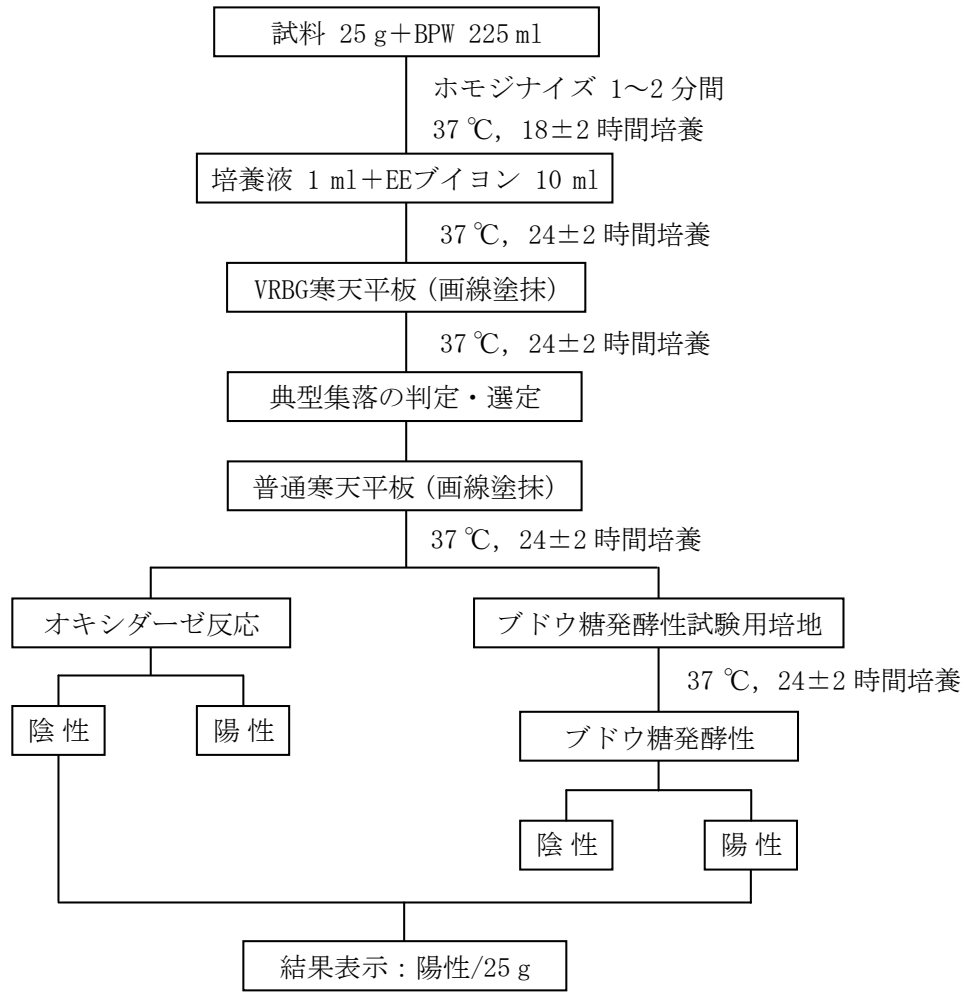 試料 25 g+BPW 225 ml
ホモジナイズ 1～2 分間
37 ℃, 18±2 時間培養
培養液 1 ml+EEブイヨン 10 ml
37 ℃, 24±2 時間培養
VRBG寒天平板(画線塗抹)
37 ℃, 24±2 時間培養
典型集落の判定・選定
普通寒天平板(画線塗抹)
37 ℃, 24±2 時間培養
オキシダーゼ反応
ブドウ糖発酵性試験用培地
37 ℃, 24±2 時間培養
陰 性
陽 性
ブドウ糖発酵性
陰 性
陽 性
結果表示：陽性/25 g